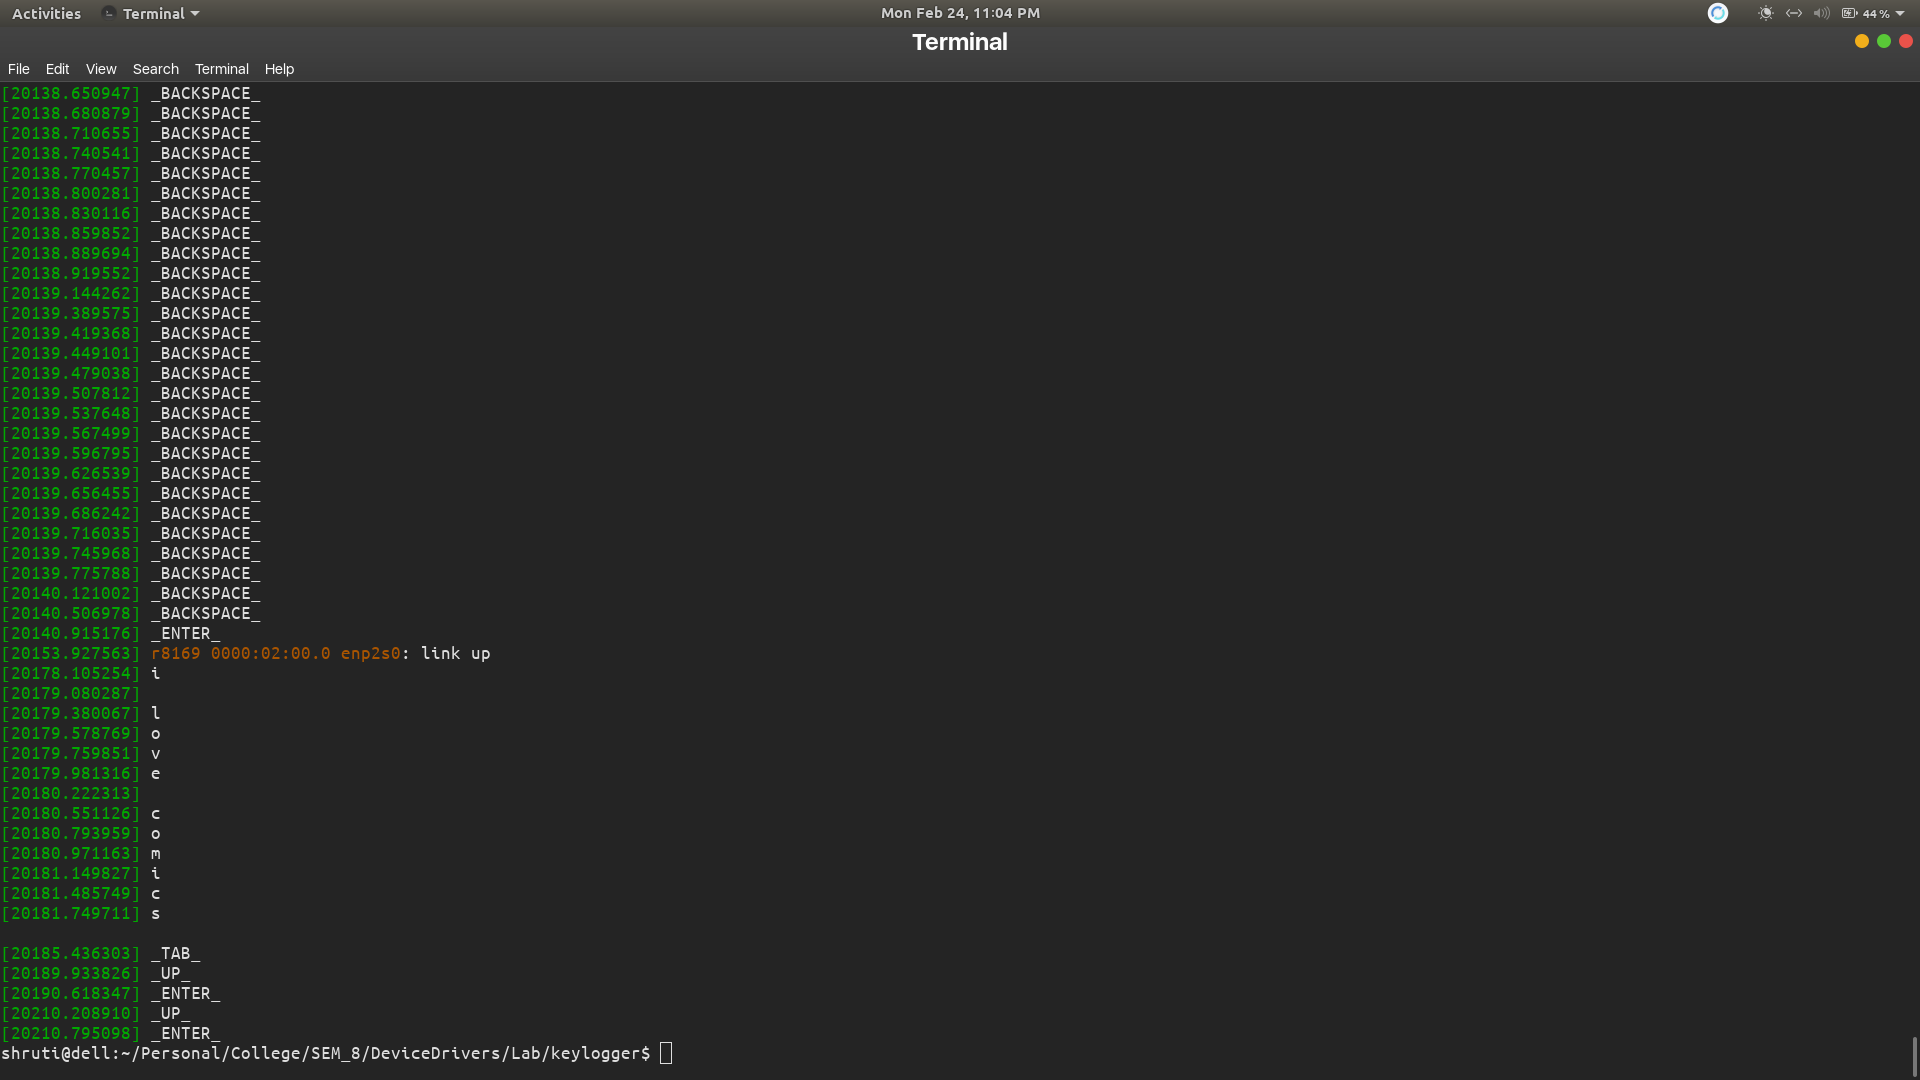 Activities Terminal Mon Feb 24, 11:04 PM 44 %
Terminal
File Edit View Search Terminal Help
[20138.650947] _BACKSPACE_
[20138.680879] _BACKSPACE_
[20138.710655] _BACKSPACE_
[20138.740541] _BACKSPACE_
[20138.770457] _BACKSPACE_
[20138.800281] _BACKSPACE_
[20138.830116] _BACKSPACE_
[20138.859852] _BACKSPACE_
[20138.889694] _BACKSPACE_
[20138.919552] _BACKSPACE_
[20139.144262] _BACKSPACE_
[20139.389575] _BACKSPACE_
[20139.419368] _BACKSPACE_
[20139.449101] _BACKSPACE_
[20139.479038] _BACKSPACE_
[20139.507812] _BACKSPACE_
[20139.537648] _BACKSPACE_
[20139.567499] _BACKSPACE_
[20139.596795] _BACKSPACE_
[20139.626539] _BACKSPACE_
[20139.656455] _BACKSPACE_
[20139.686242] _BACKSPACE_
[20139.716035] _BACKSPACE_
[20139.745968] _BACKSPACE_
[20139.775788] _BACKSPACE_
[20140.121002] _BACKSPACE_
[20140.506978] _BACKSPACE_
[20140.915176] _ENTER_
[20153.927563] r8169 0000:02:00.0 enp2s0: link up
[20178.105254] i
[20179.080287]
[20179.380067] l
[20179.578769] o
[20179.759851] v
[20179.981316] e
[20180.222313]
[20180.551126] c
[20180.793959] o
[20180.971163] m
[20181.149827] i
[20181.485749] c
[20181.749711] s
[20185.436303] _TAB_
[20189.933826] _UP_
[20190.618347] _ENTER_
[20210.208910] _UP_
[20210.795098] _ENTER_
shruti@dell:~/Personal/College/SEM_8/DeviceDrivers/Lab/keylogger$